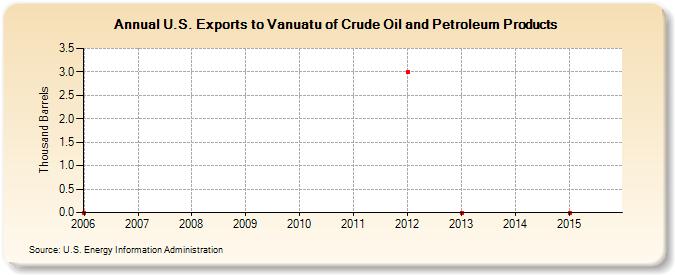 Annual U.S. Exports to Vanuatu of Crude Oil and Petroleum Products
Thousand Barrels
3.5
3.0
2.5
2.0
1.5
1.0
0.5
0.0
2006 2007 2008 2009 2010 2011 2012 2013 2014 2015
Source: U.S. Energy Information Administration